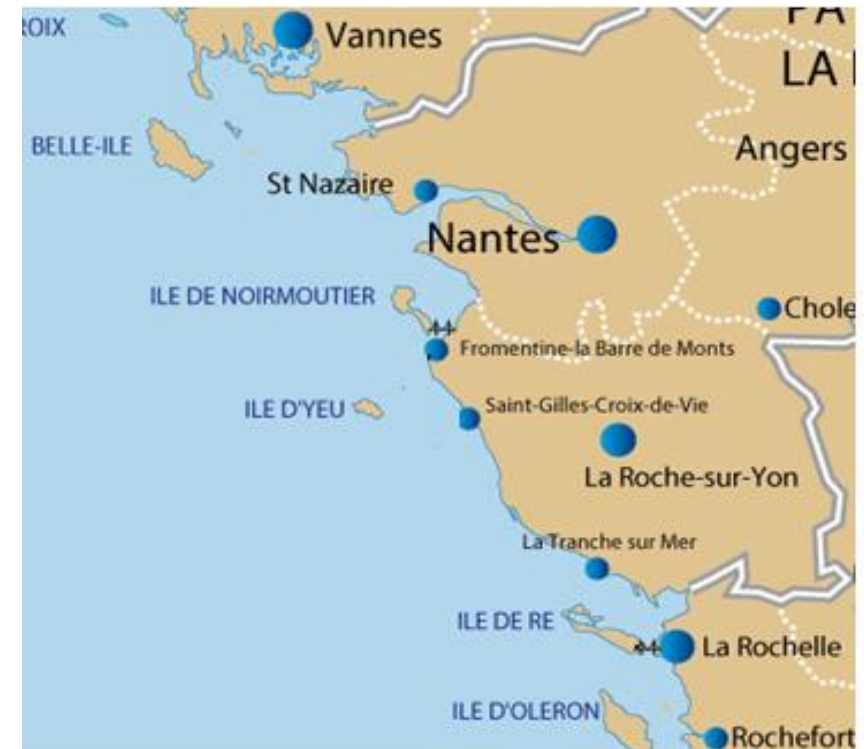 Vannes
LA
BELLE-ILE
Angers
St Nazaire
Nantes
ILE DE NOIRMOUTIER
Chole
Fromentine-la Barre de Monts
ILE D'YEU
Saint-Gilles-Croix-de-Vie
La Roche-sur-Yon
La Tranche sur Mer
ILE DE RE
La Rochelle
ILE D'OLERON
Rochefort